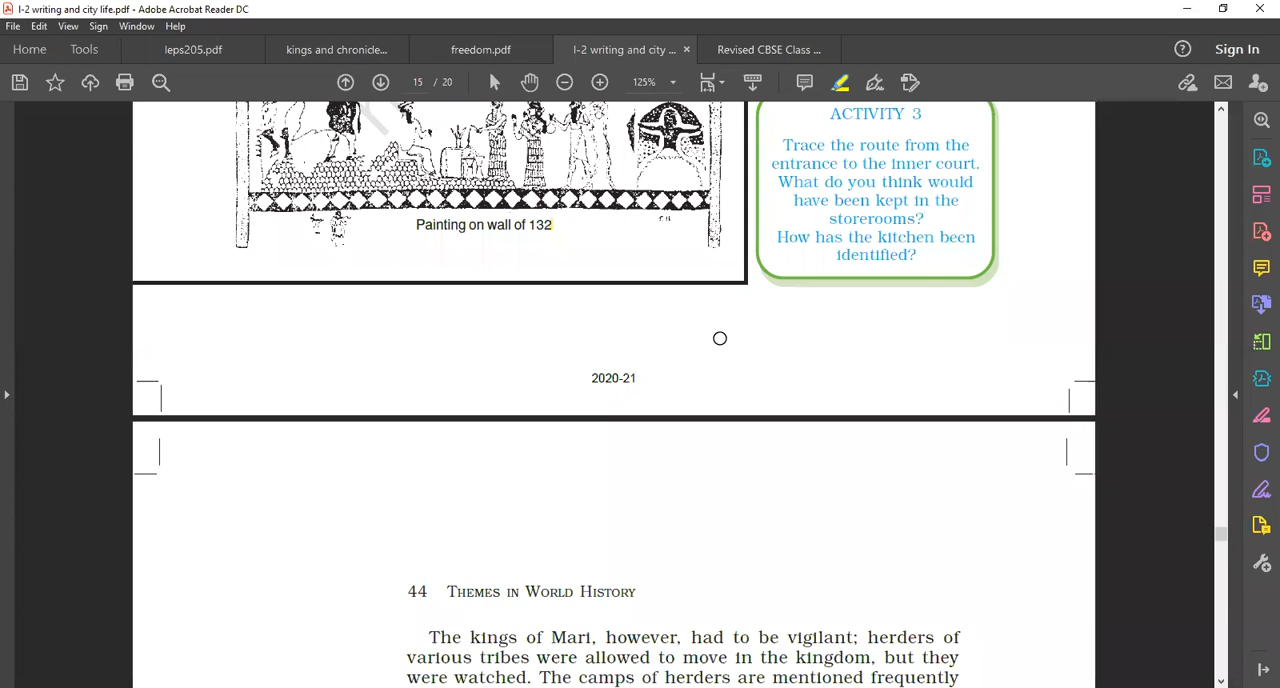 I-2 writing and city life.pdf - Adobe Acrobat Reader DC
File Edit View Sign Window Help
Home Tools leps205.pdf kings and chronicle... freedom.pdf I-2 writing and city ... × Revised CBSE Class ... Sign In
15 / 20 125%
ACTIVITY 3
Trace the route from the
entrance to the inner court.
What do you think would
have been kept in the
storerooms?
How has the kitchen been
identified?
Painting on wall of 132
2020-21
44 THEMES IN WORLD HISTORY
The kings of Mari, however, had to be vigilant; herders of
various tribes were allowed to move in the kingdom, but they
were watched. The camps of herders are mentioned frequently